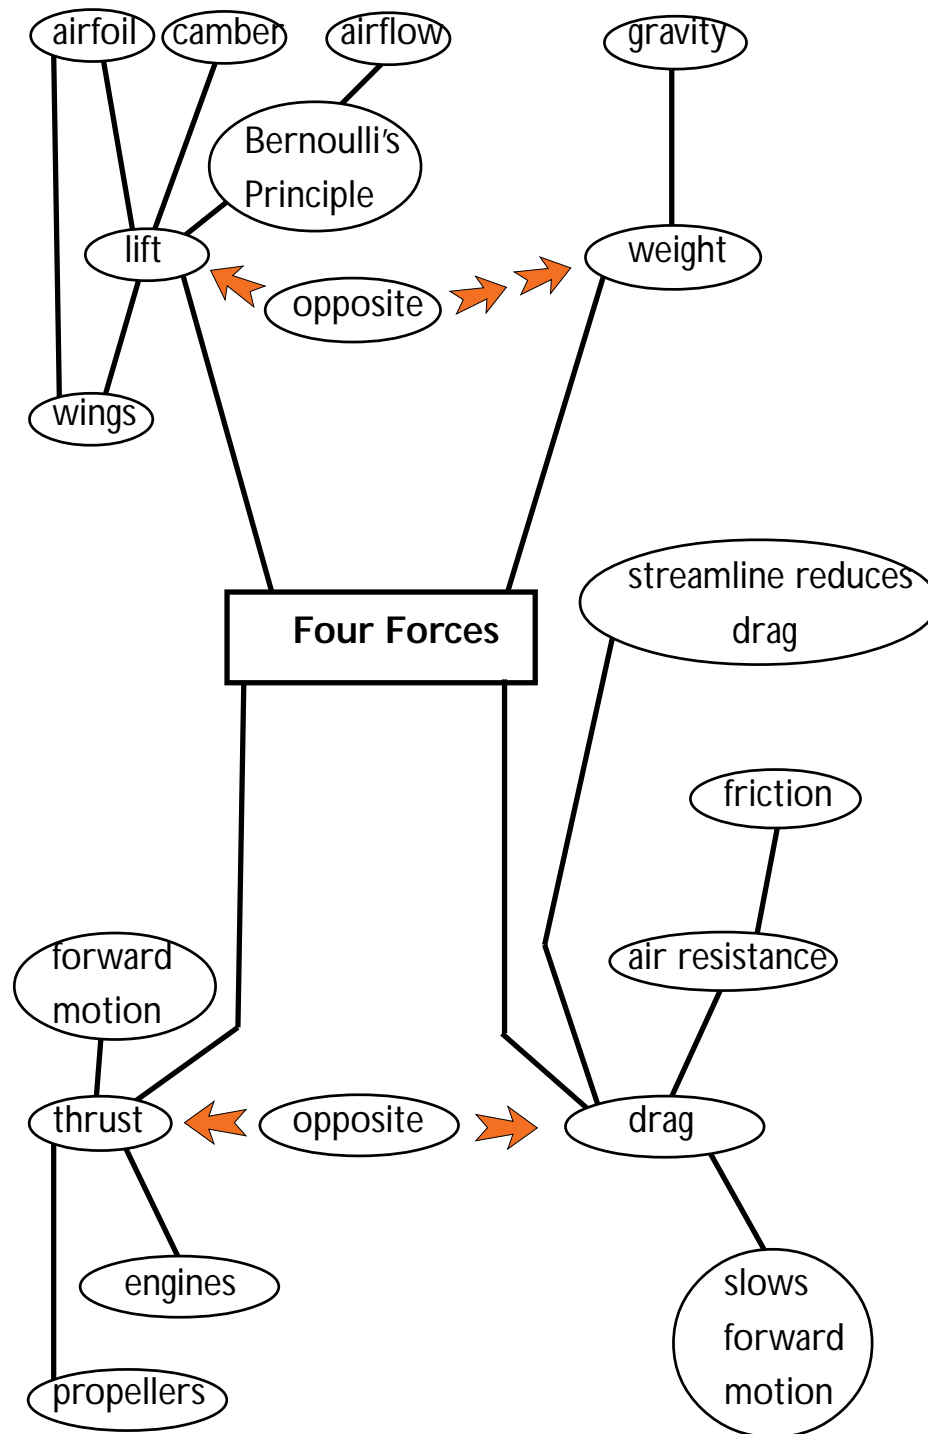 airfoil
camber
airflow
gravity
Bernoulli's
Principle
lift
weight
opposite
wings
Four Forces
streamline reduces
drag
friction
air resistance
forward
motion
thrust
opposite
drag
engines
propellers
slows
forward
motion